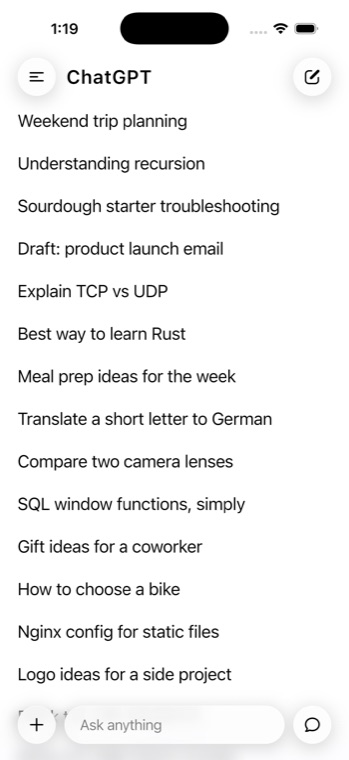 1:19
ChatGPT
Weekend trip planning
Understanding recursion
Sourdough starter troubleshooting
Draft: product launch email
Explain TCP vs UDP
Best way to learn Rust
Meal prep ideas for the week
Translate a short letter to German
Compare two camera lenses
SQL window functions, simply
Gift ideas for a coworker
How to choose a bike
Nginx config for static files
Logo ideas for a side project
Ask anything